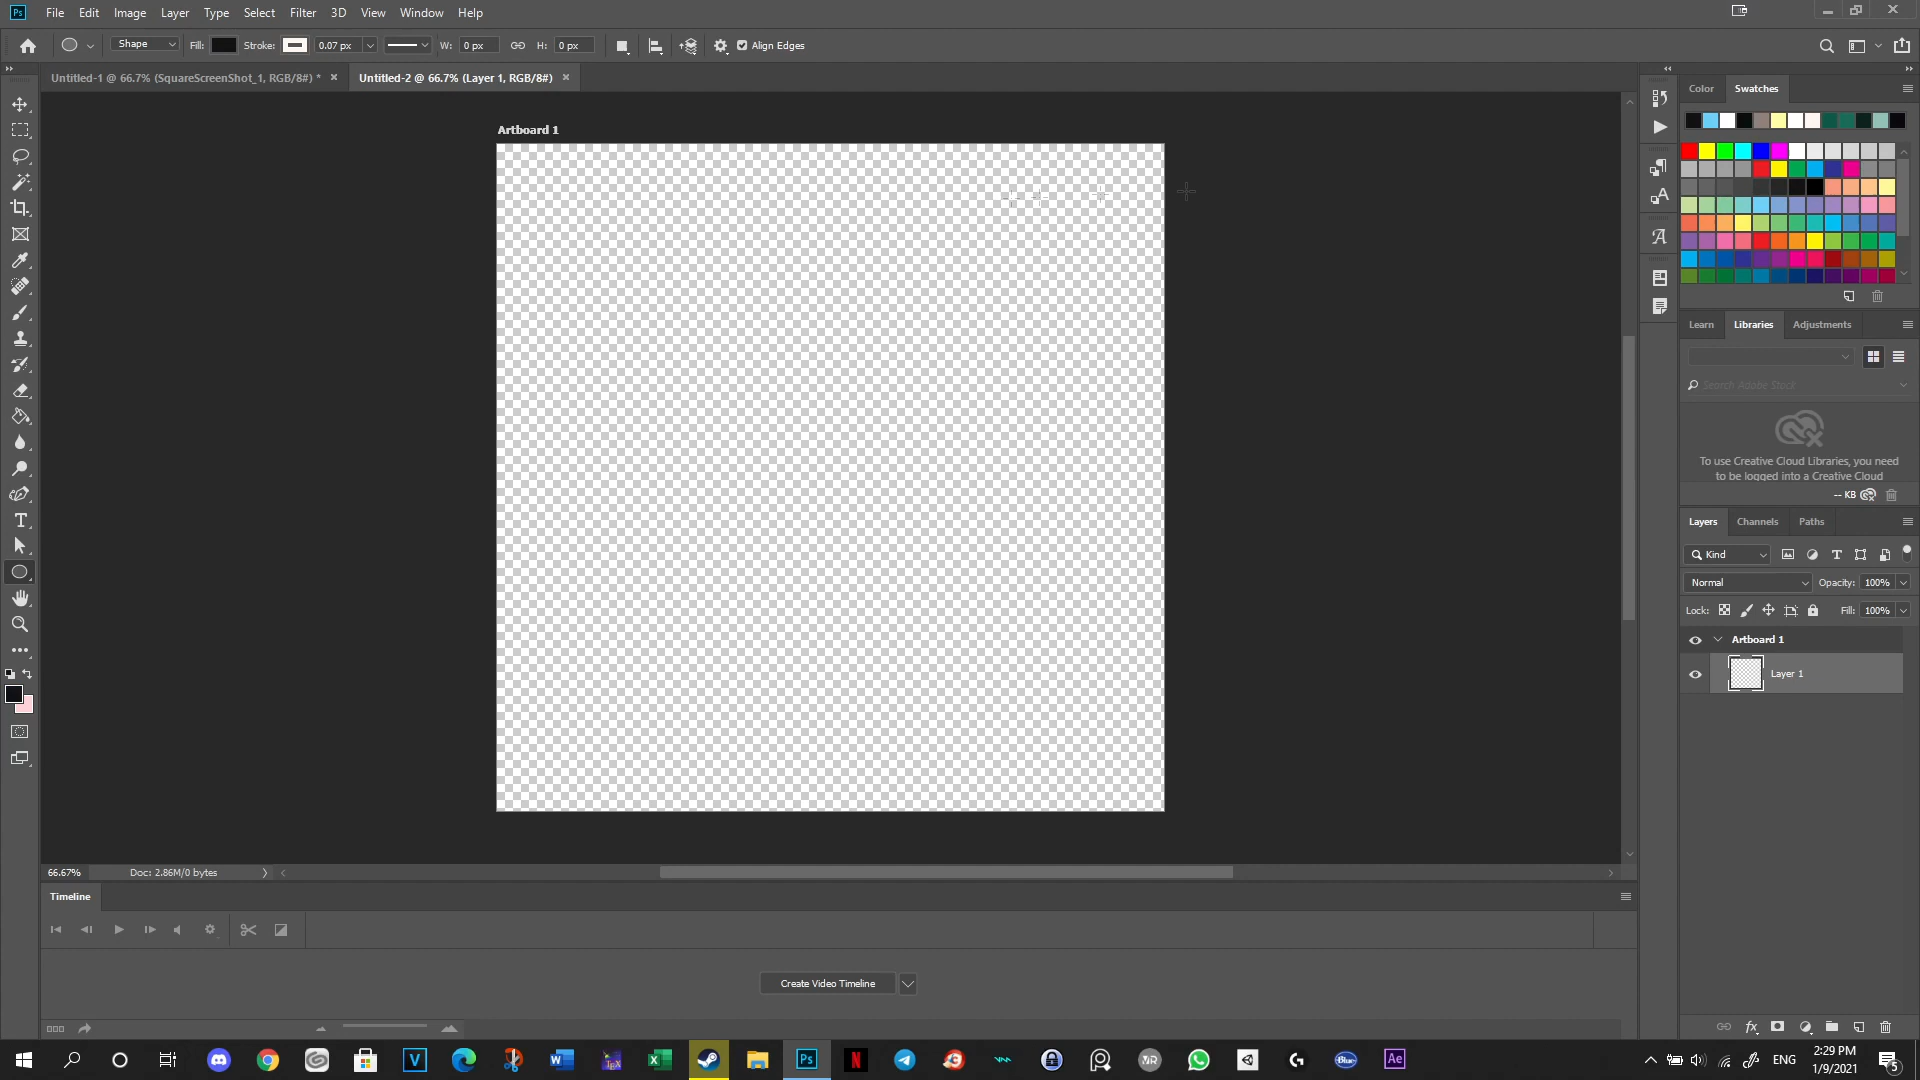 Ps File Edit Image Layer Type Select Filter 3D View Window Help
Shape Fill: Stroke: 0.07 px W: 0 px H: 0 px Align Edges
Untitled-1 @ 66.7% (SquareScreenShot_1, RGB/8#) * × Untitled-2 @ 66.7% (Layer 1, RGB/8#) ×
Color Swatches
Artboard 1
Learn Libraries Adjustments
Search Adobe Stock
To use Creative Cloud Libraries, you need
to be logged into a Creative Cloud
-- KB
Layers Channels Paths
Kind
Normal Opacity: 100%
Lock: Fill: 100%
Artboard 1
Layer 1
66.67% Doc: 2.86M/0 bytes
Timeline
Create Video Timeline
fx
ENG 2:29 PM
1/9/2021
5